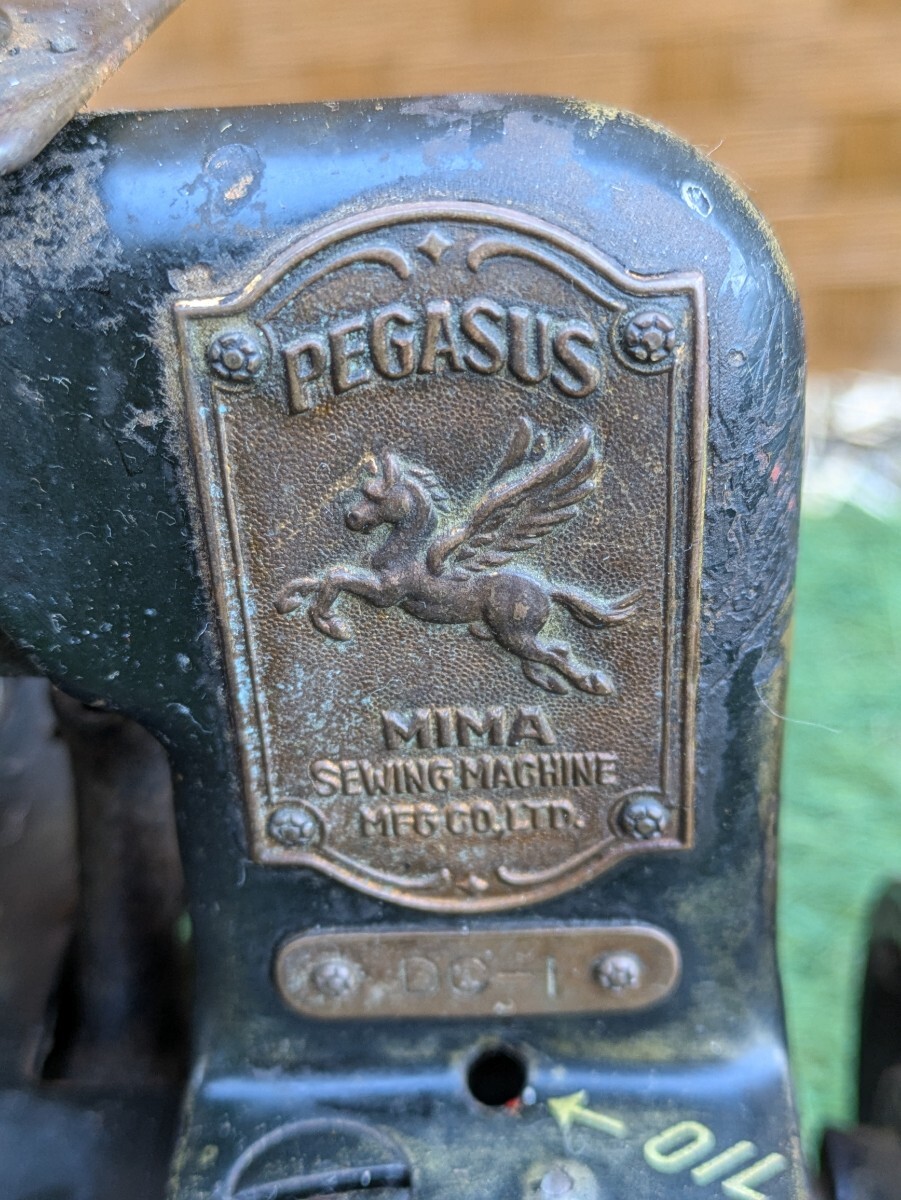 PEGASUS
MIMA
SEWING MACHINE
MFG CO., LTD.
DC-1
OIL